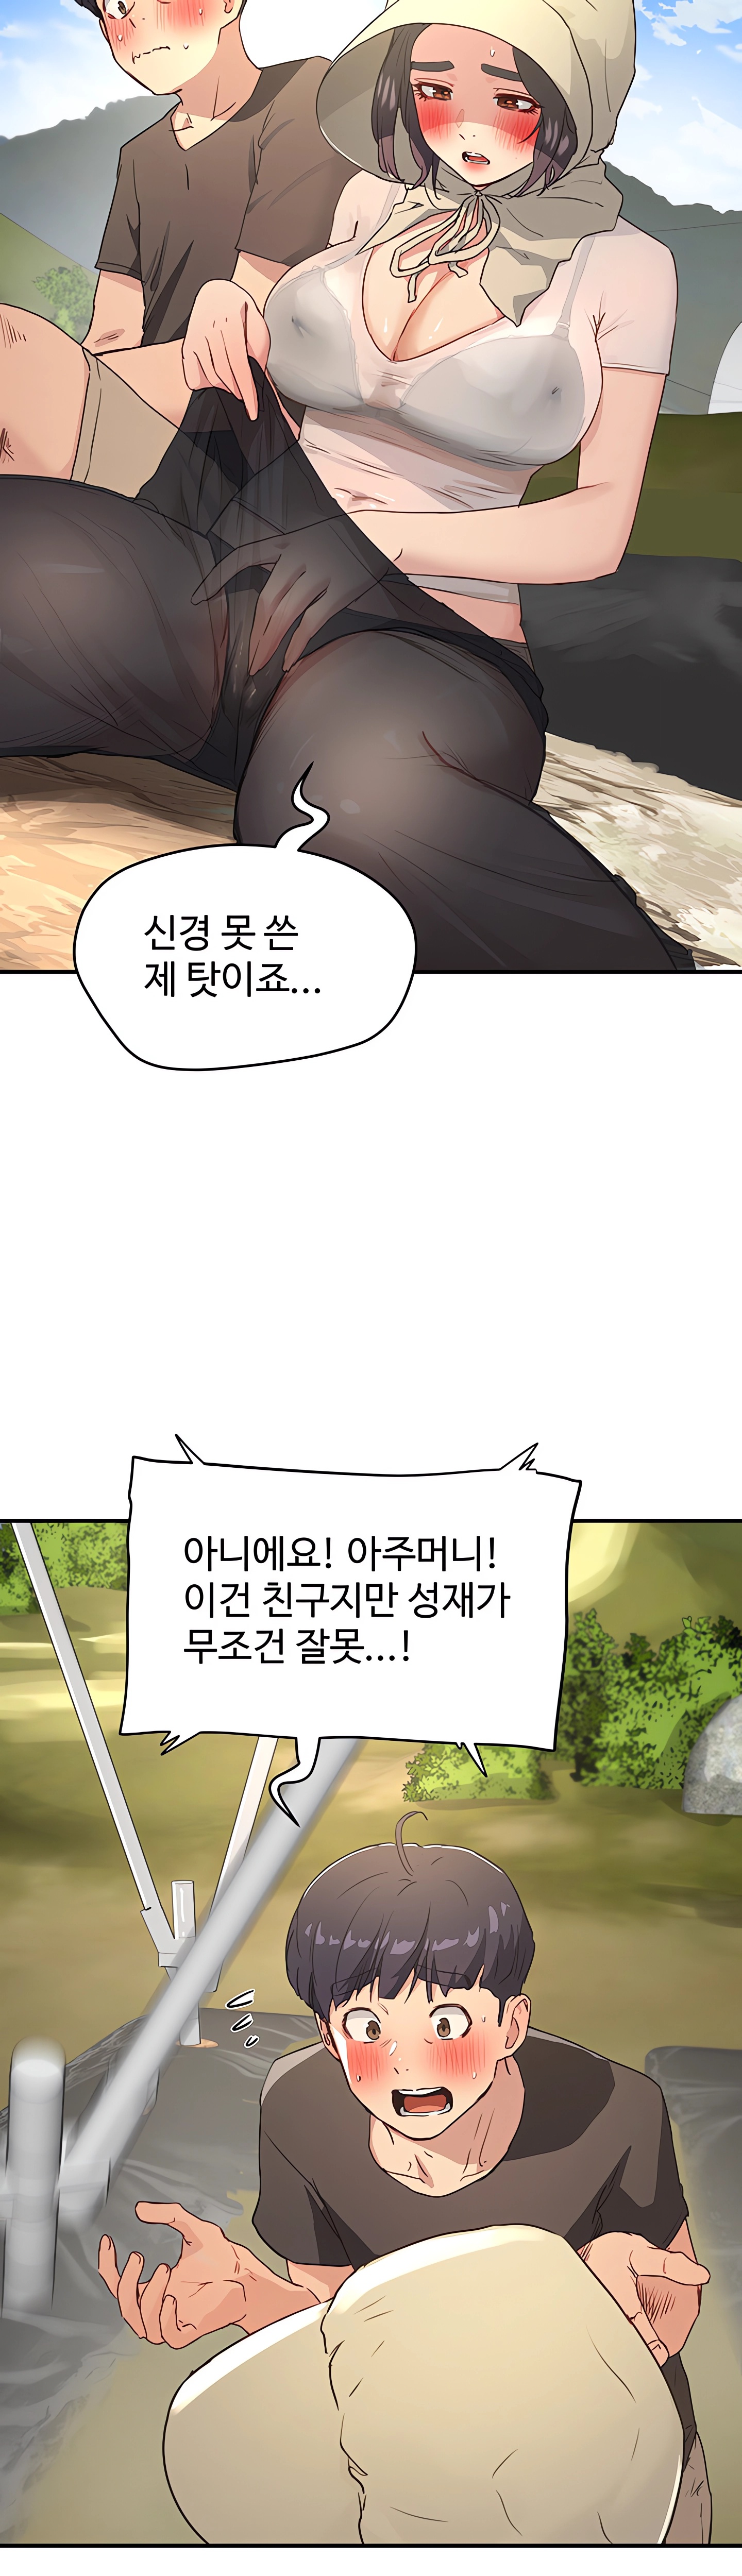 신경 못 쓴
제 탓이죠...
아니에요! 아주머니!
이건 친구지만 성재가
무조건 잘못...!